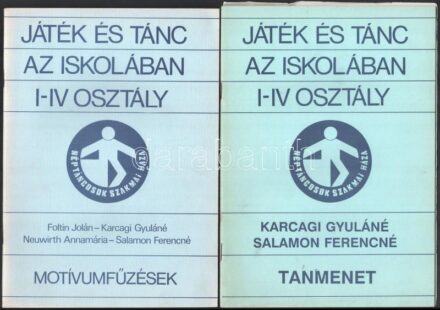 JÁTÉK ÉS TÁNC
AZ ISKOLÁBAN
I-IV OSZTÁLY
NÉPTÁNCOSOK SZAKMAI HÁZA
Foltin Jolán – Karcagi Gyuláné
Neuwirth Annamária – Salamon Ferencné
MOTÍVUMFŰZÉSEK
JÁTÉK ÉS TÁNC
AZ ISKOLÁBAN
I-IV OSZTÁLY
NÉPTÁNCOSOK SZAKMAI HÁZA
KARCAGI GYULÁNÉ
SALAMON FERENCNÉ
TANMENET
darabanth